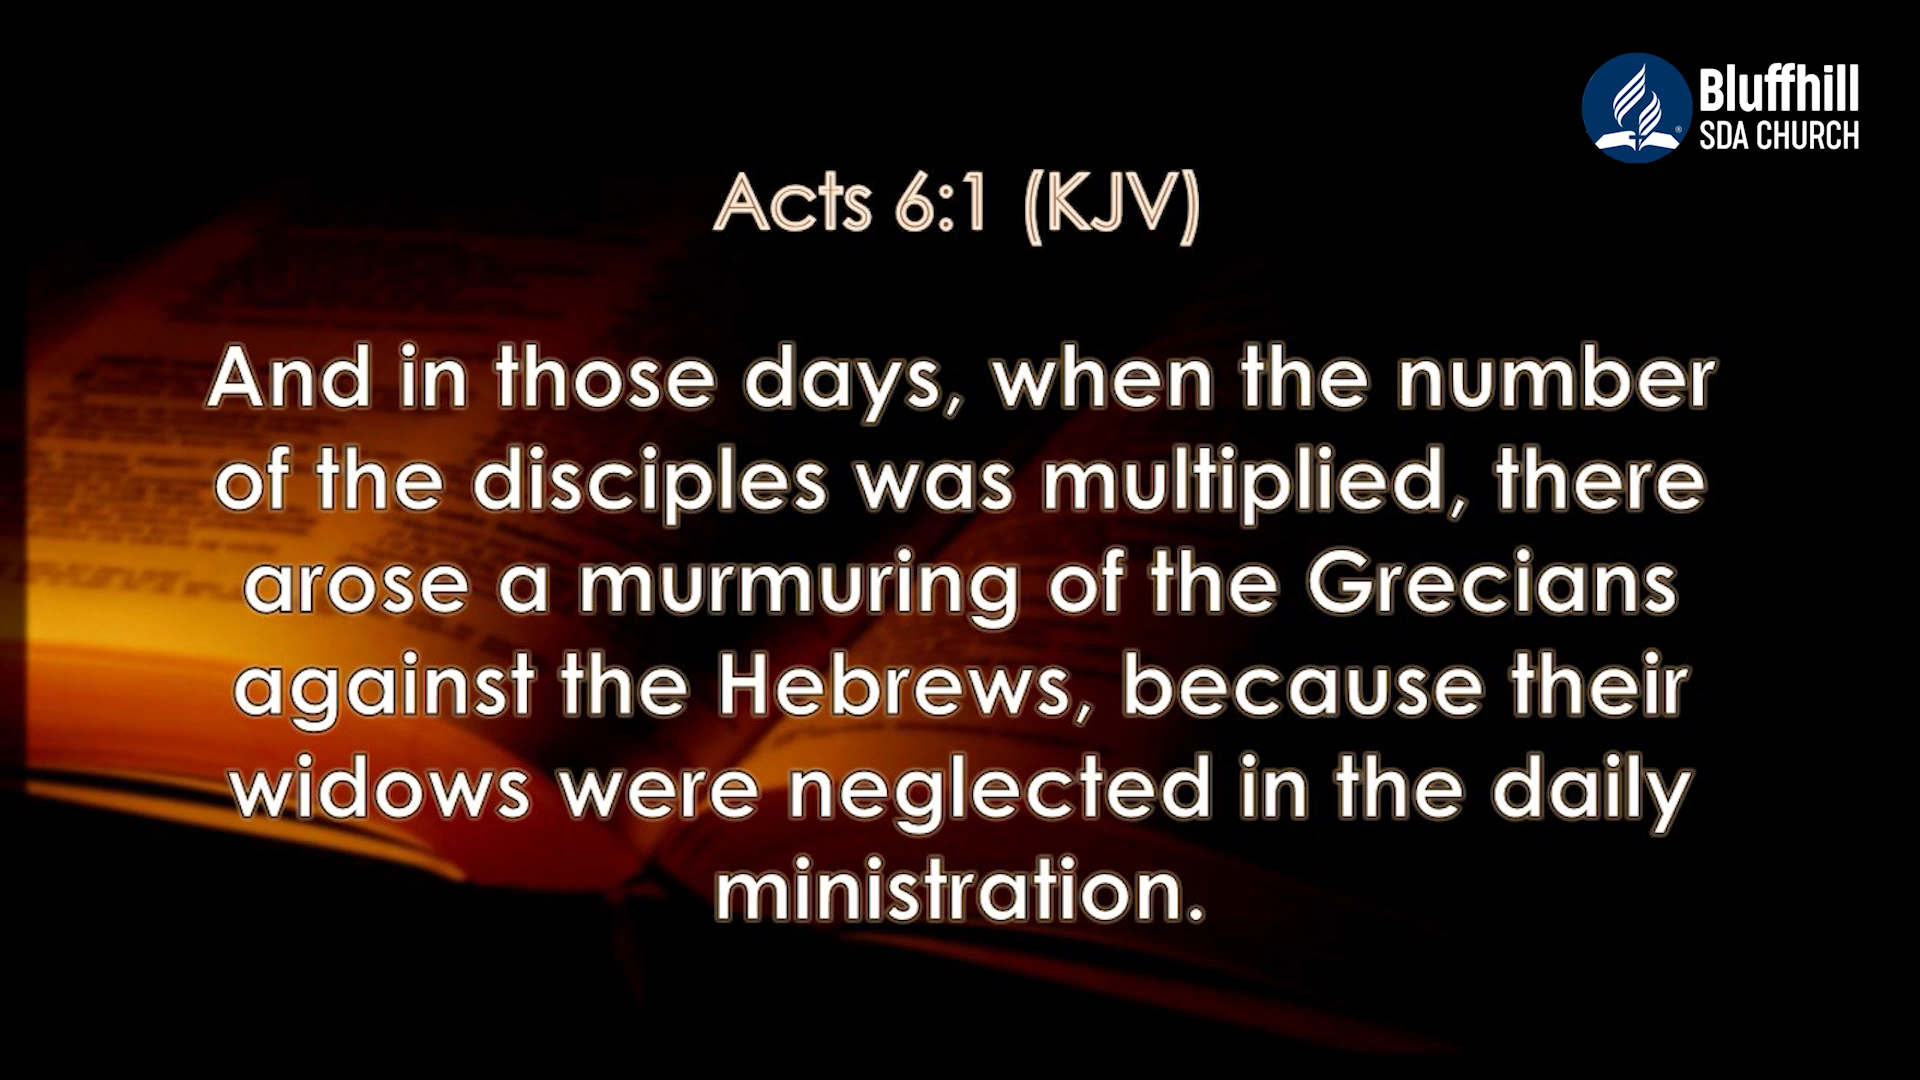 Bluffhill
SDA CHURCH
Acts 6:1 (KJV)
And in those days, when the number
of the disciples was multiplied, there
arose a murmuring of the Grecians
against the Hebrews, because their
widows were neglected in the daily
ministration.